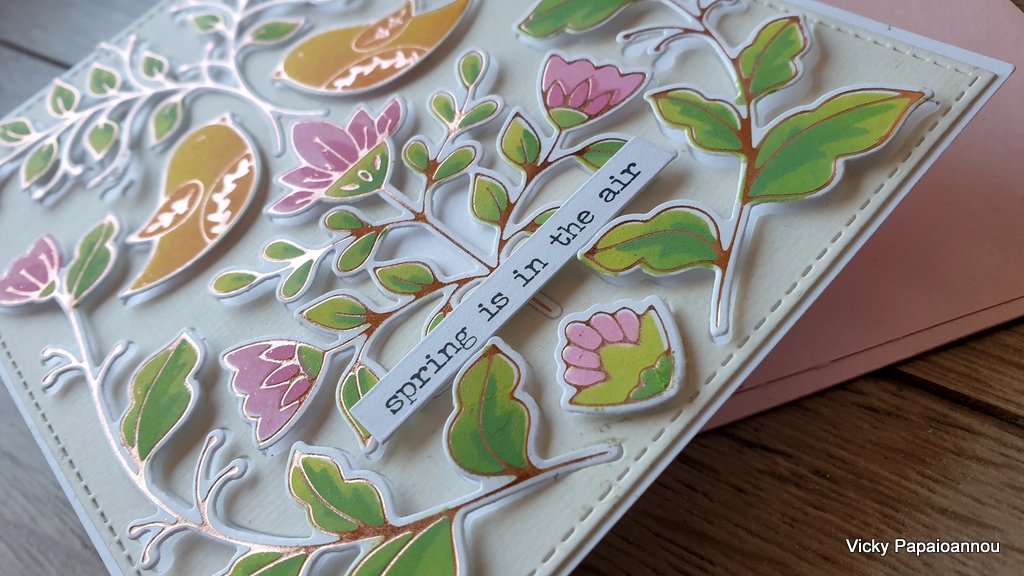 spring is in the air
Vicky Papaioannou